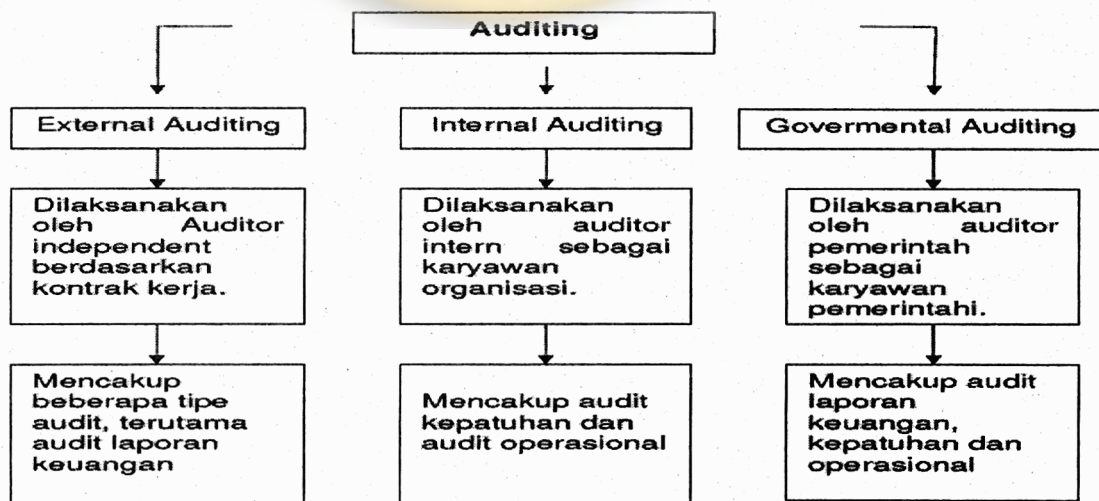 Auditing
External Auditing
Internal Auditing
Govermental Auditing
Dilaksanakan
oleh Auditor
independent
berdasarkan
kontrak kerja.
Dilaksanakan
oleh auditor
intern sebagai
karyawan
organisasi.
Dilaksanakan
oleh auditor
pemerintah
sebagai
karyawan
pemerintahi.
Mencakup
beberapa tipe
audit, terutama
audit laporan
keuangan
Mencakup audit
kepatuhan dan
audit operasional
Mencakup audit
laporan
keuangan,
kepatuhan dan
operasional